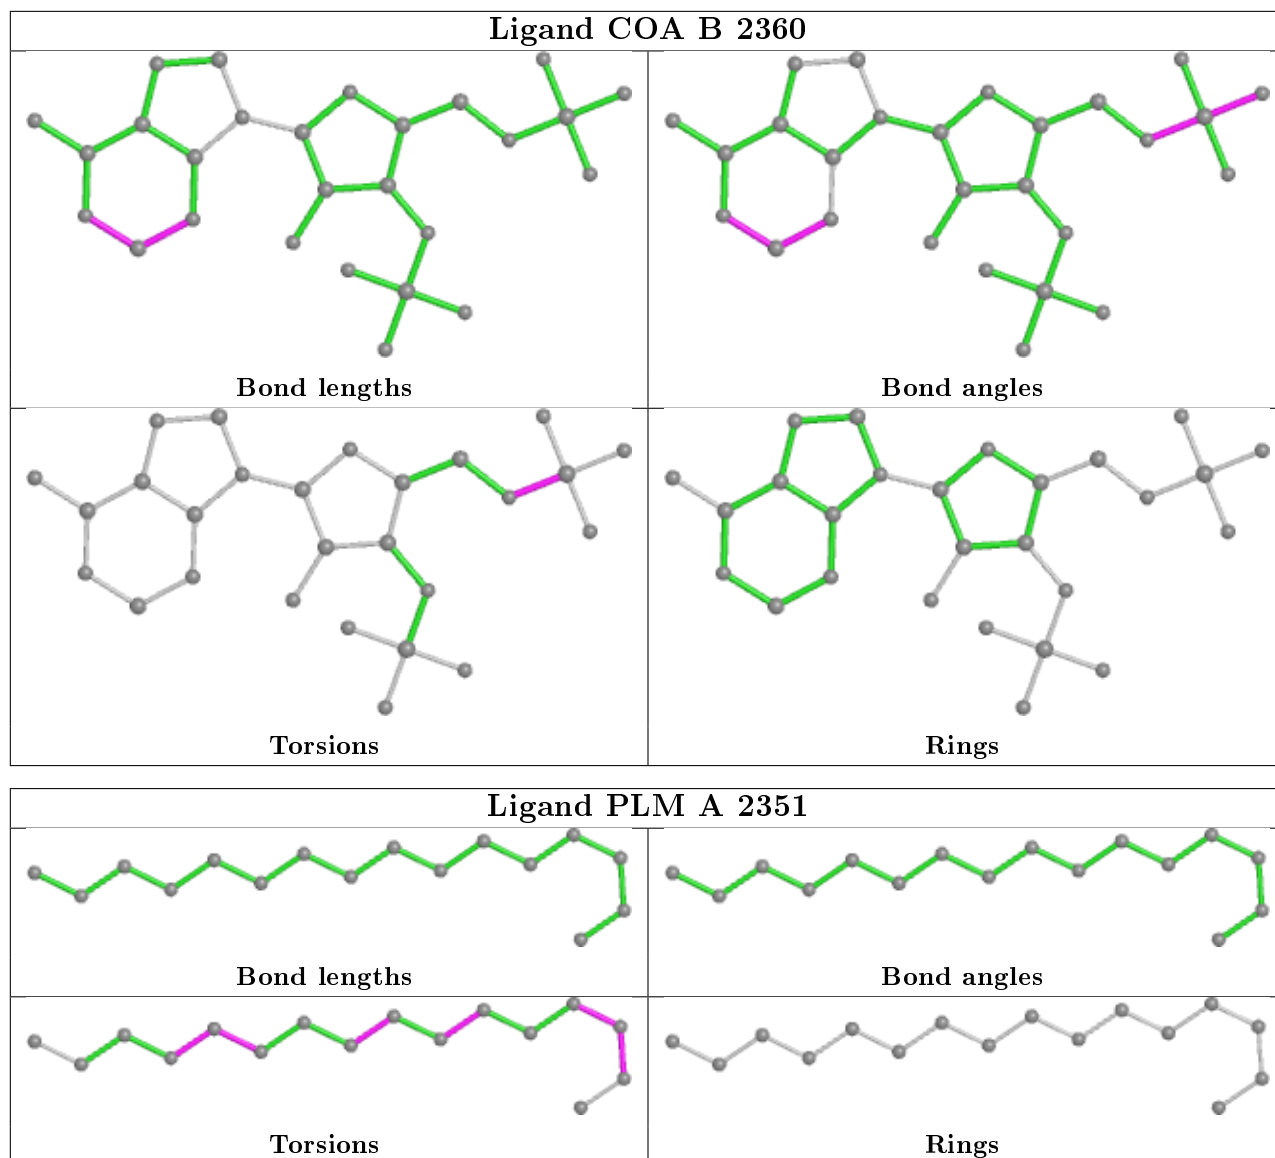 Ligand COA B 2360
Bond lengths
Bond angles
Torsions
Rings
Ligand PLM A 2351
Bond lengths
Bond angles
Torsions
Rings